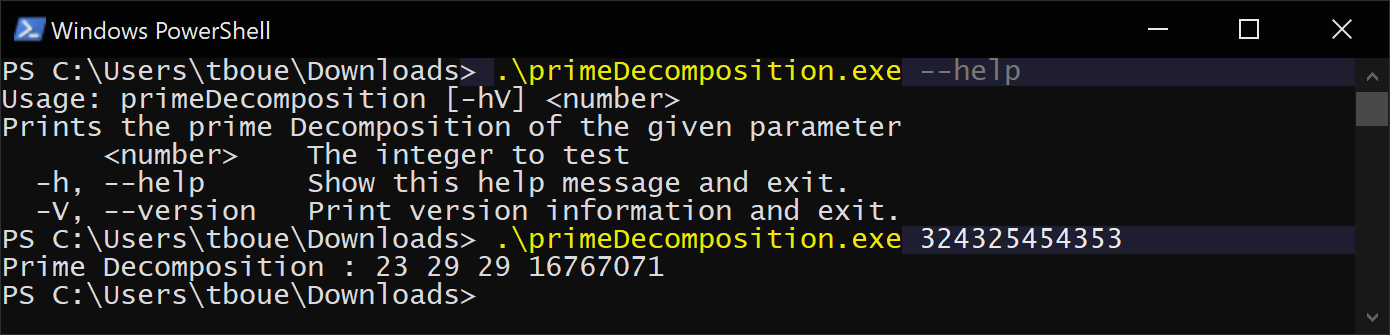 Windows PowerShell
PS C:\Users\tboue\Downloads> .\primeDecomposition.exe --help
Usage: primeDecomposition [-hV] <number>
Prints the prime Decomposition of the given parameter
      <number>    The integer to test
  -h, --help      Show this help message and exit.
  -V, --version   Print version information and exit.
PS C:\Users\tboue\Downloads> .\primeDecomposition.exe 324325454353
Prime Decomposition : 23 29 29 16767071
PS C:\Users\tboue\Downloads>